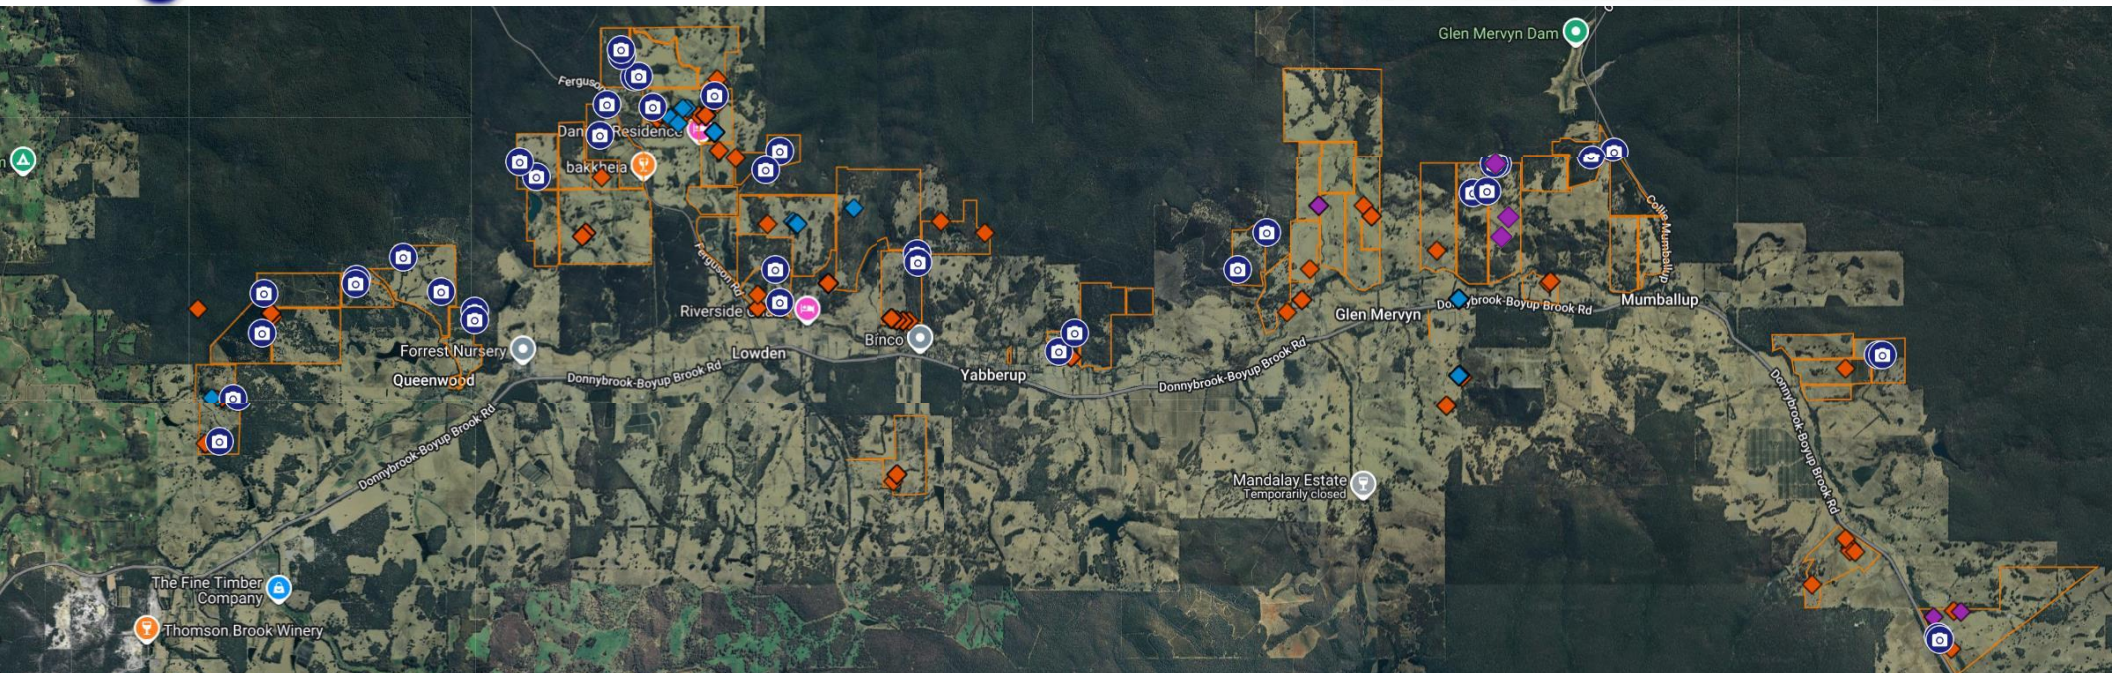 Glen Mervyn Dam
Ferguso
Residence
bakkheia
Collie-Mumballup
Ferguson Rd
Riverside
Donnybrook-Boyup Brook Rd
Mumballup
Glen Mervyn
Binco
Forrest Nursery
Lowden
Queenwood
Yabberup
Donnybrook-Boyup Brook Rd
Donnybrook-Boyup Brook Rd
Donnybrook-Boyup Brook Rd
Donnybrook-Boyup Brook Rd
Mandalay Estate
Temporarily closed
The Fine Timber
Company
Thomson Brook Winery